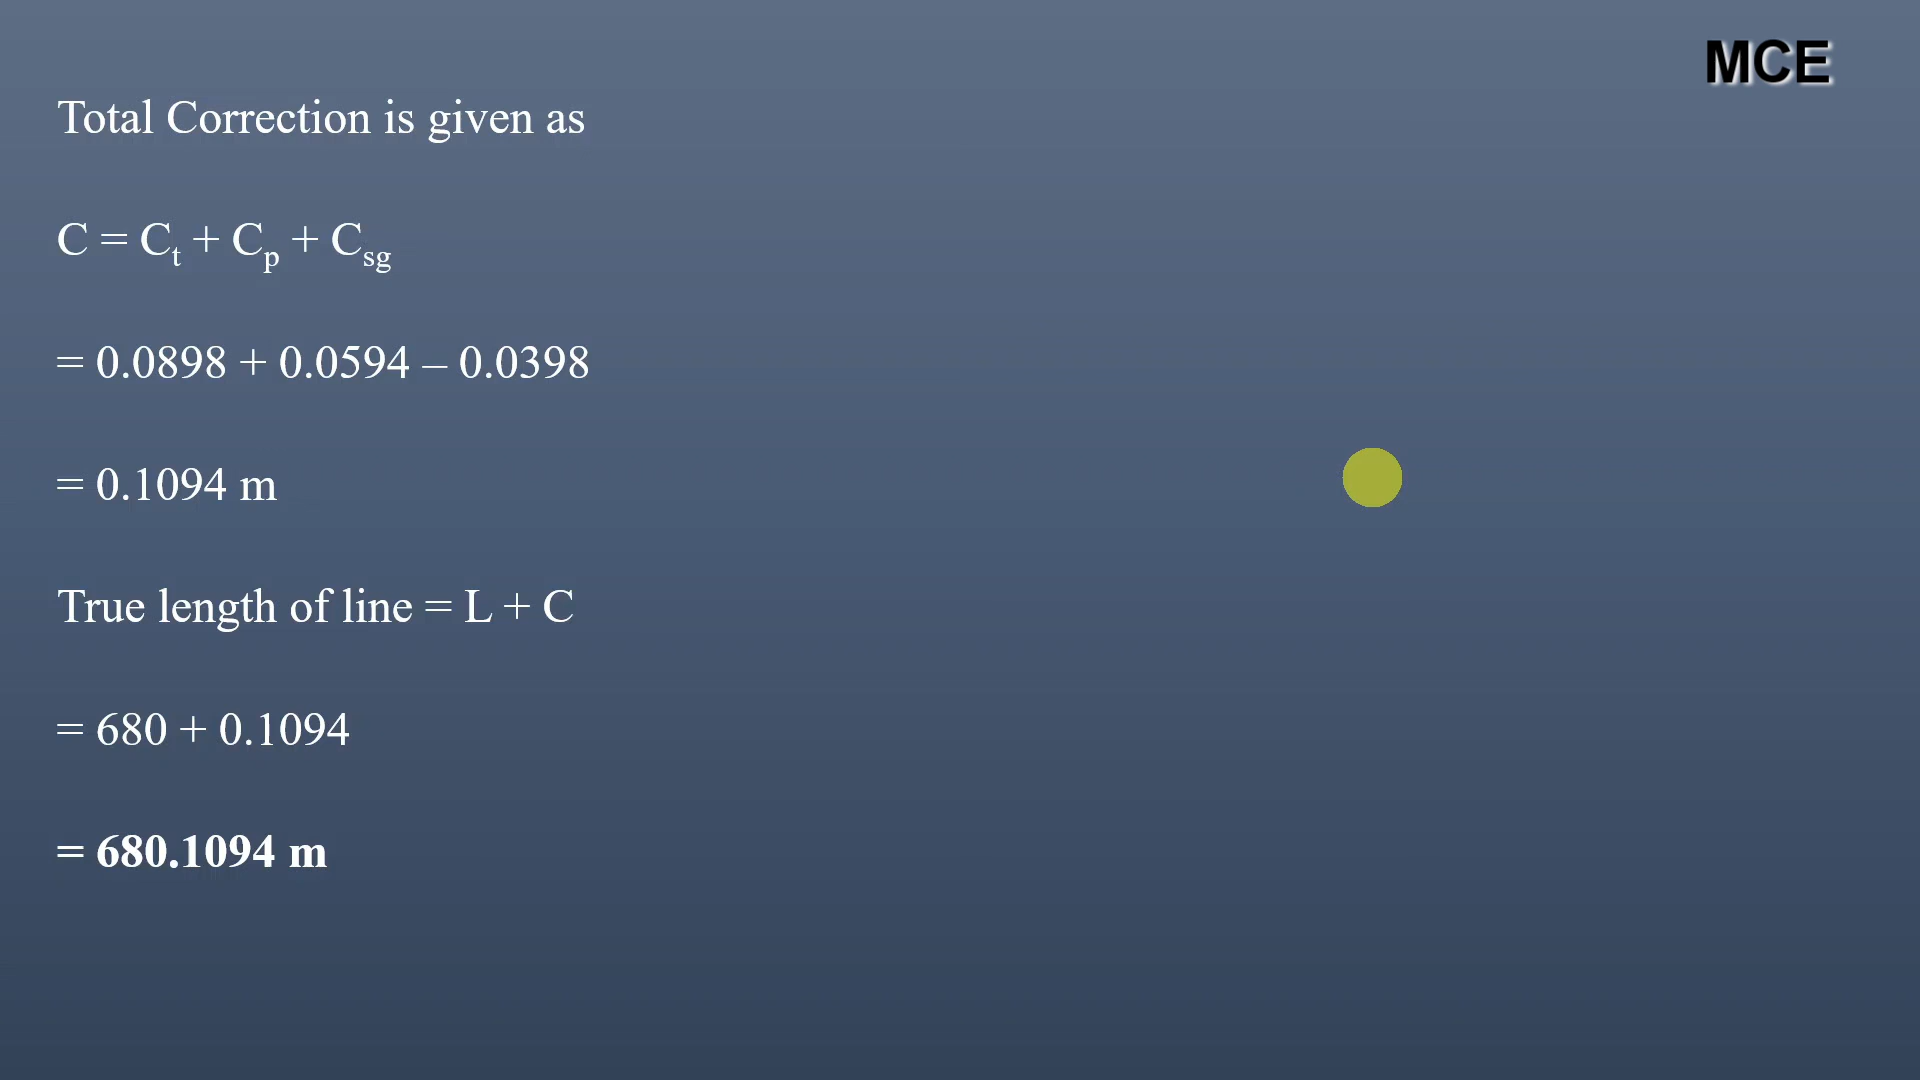 MCE
Total Correction is given as
C = Cₜ + Cₚ + C_sg
= 0.0898 + 0.0594 – 0.0398
= 0.1094 m
True length of line = L + C
= 680 + 0.1094
= 680.1094 m